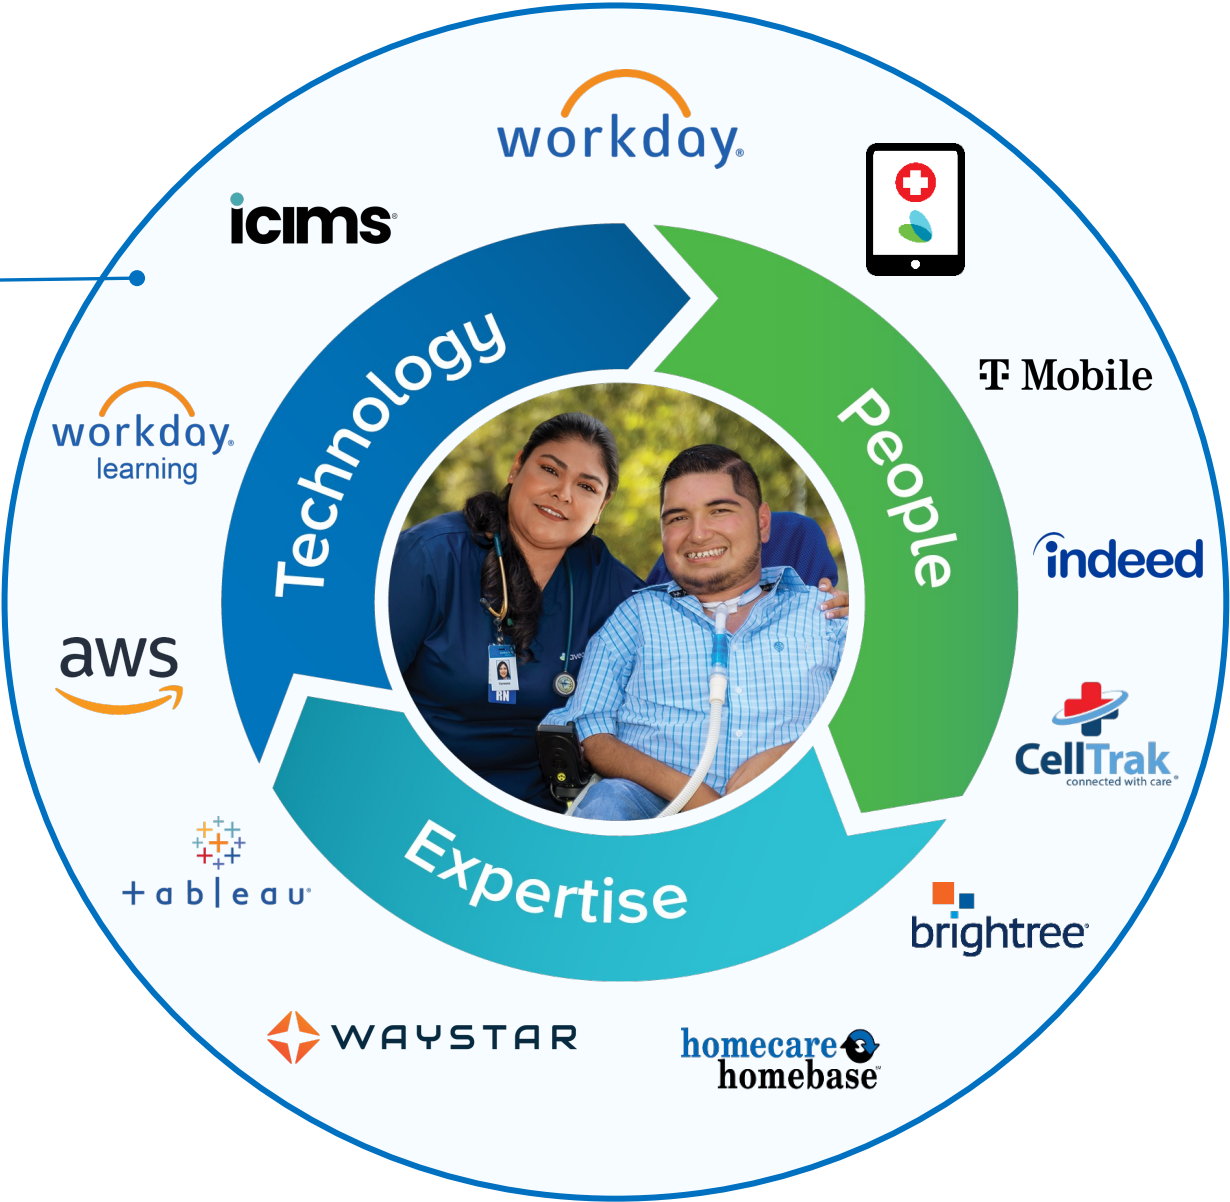 workday®
icims®
T Mobile
Technology
People
workday®
learning
indeed
aws
RN
CellTrak®
connected with care
tableau®
Expertise
brightree®
WAYSTAR
homecare
homebase℠